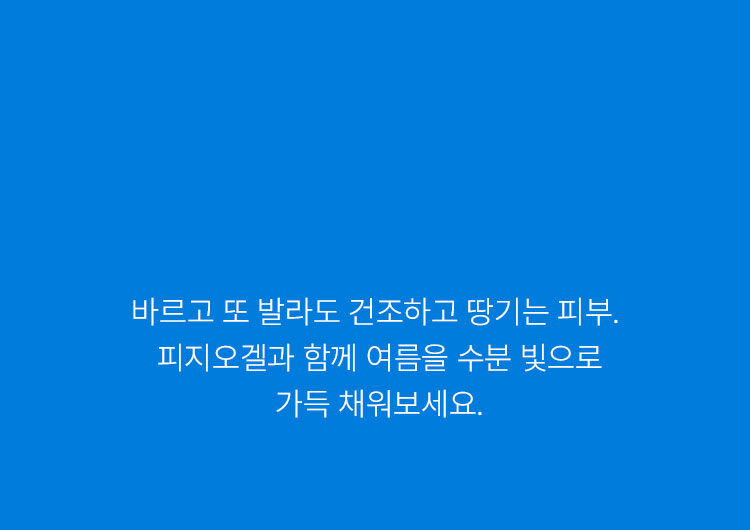 바르고 또 발라도 건조하고 땅기는 피부.
피지오겔과 함께 여름을 수분 빛으로
가득 채워보세요.